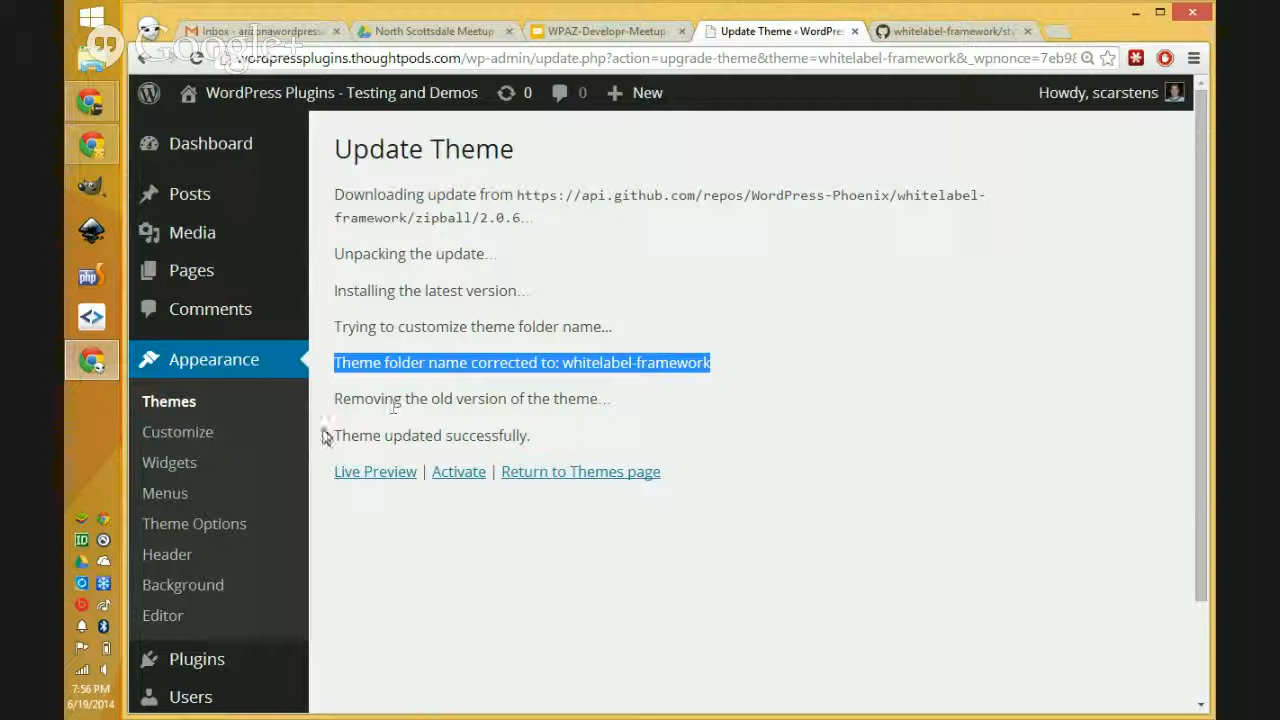 Google+
Inbox - arizonawordpress
North Scottsdale Meetup
WPAZ-Developr-Meetup
Update Theme ‹ WordPre
whitelabel-framework/st
wordpressplugins.thoughtpods.com/wp-admin/update.php?action=upgrade-theme&theme=whitelabel-framework&_wpnonce=7eb98
WordPress Plugins - Testing and Demos
0
0
New
Howdy, scarstens
Dashboard
Posts
Media
Pages
Comments
Appearance
Themes
Customize
Widgets
Menus
Theme Options
Header
Background
Editor
Plugins
Users
Update Theme
Downloading update from https://api.github.com/repos/WordPress-Phoenix/whitelabel-
framework/zipball/2.0.6…
Unpacking the update…
Installing the latest version…
Trying to customize theme folder name...
Theme folder name corrected to: whitelabel-framework
Removing the old version of the theme…
Theme updated successfully.
Live Preview | Activate | Return to Themes page
php
ID
7:56 PM
6/19/2014